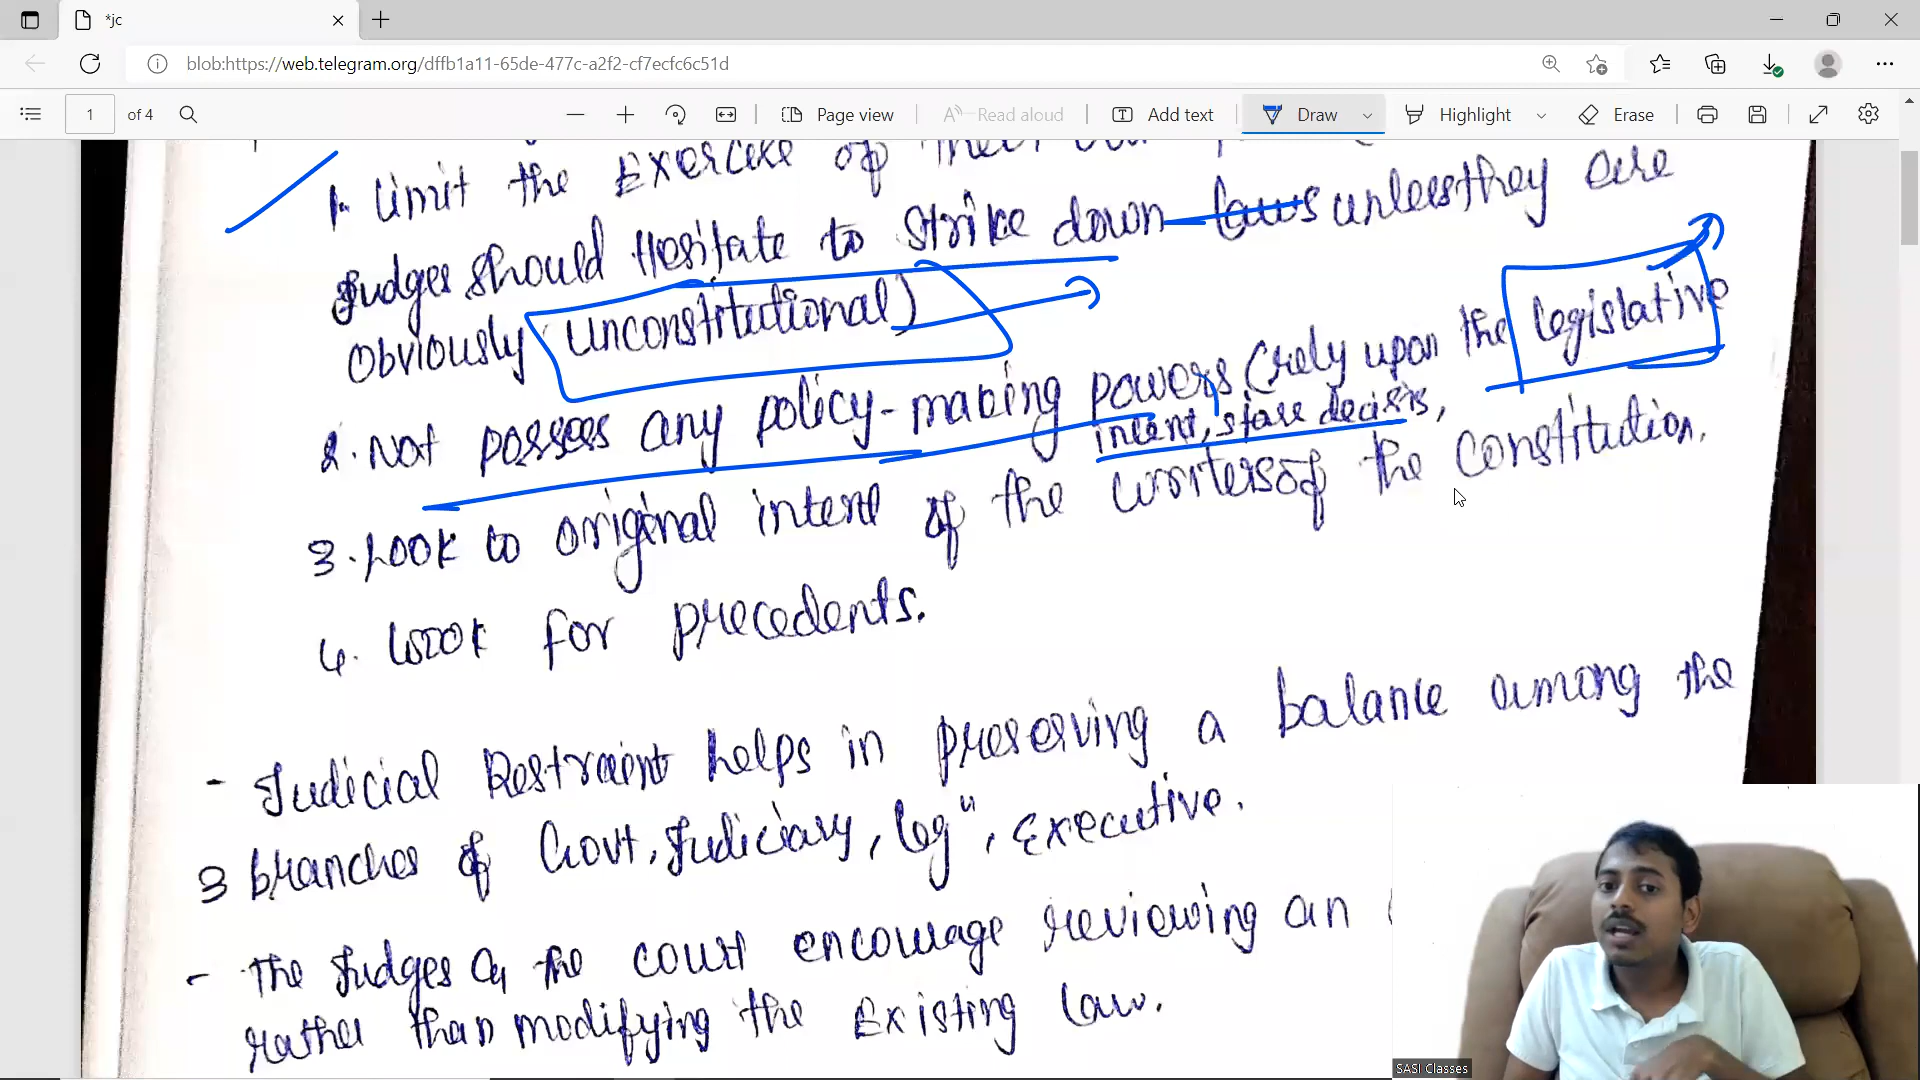 *jc
blob:https://web.telegram.org/dffb1a11-65de-477c-a2f2-cf7ecfc6c51d
1 of 4 Page view Read aloud Add text Draw Highlight Erase
1. Limit the Exercise of their own
Judges should Hesitate to strike down laws unless they are
Obviously unconstitutional)
2. Not possess any policy-making powers (rely upon the legislative
intent, stare decisis,
3. Look to original intent of the writers of the constitution.
4. Look for precedents.
- Judicial Restraint helps in preserving a balance among the
3 branches of Govt, Judiciary, leg", Executive.
- The Judges the court encourage reviewing an
rather than modifying the Existing law.
SASI Classes